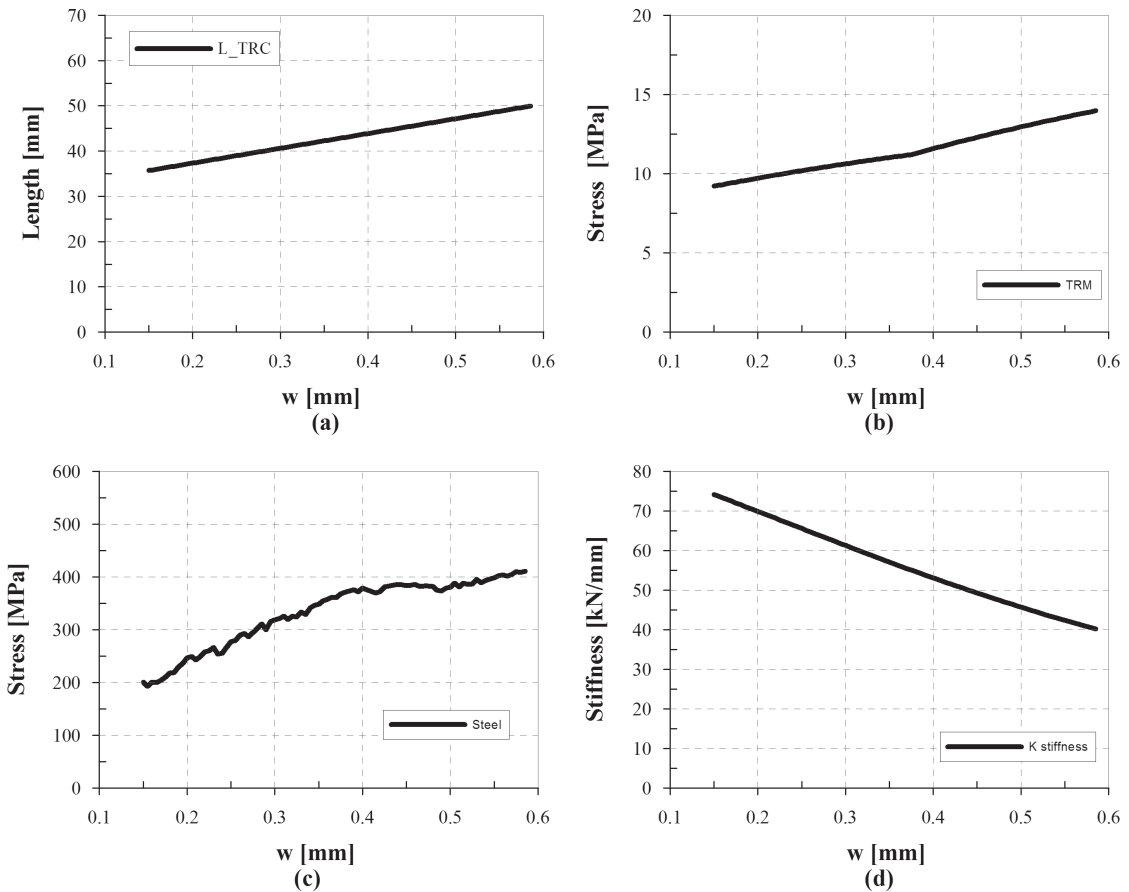 70
60
50
40
30
20
10
0
Length [mm]
L_TRC
0.1 0.2 0.3 0.4 0.5 0.6
w [mm]
(a)
20
15
10
5
0
Stress [MPa]
TRM
0.1 0.2 0.3 0.4 0.5 0.6
w [mm]
(b)
600
500
400
300
200
100
0
Stress [MPa]
Steel
0.1 0.2 0.3 0.4 0.5 0.6
w [mm]
(c)
80
70
60
50
40
30
20
10
0
Stiffness [kN/mm]
K stiffness
0.1 0.2 0.3 0.4 0.5 0.6
w [mm]
(d)